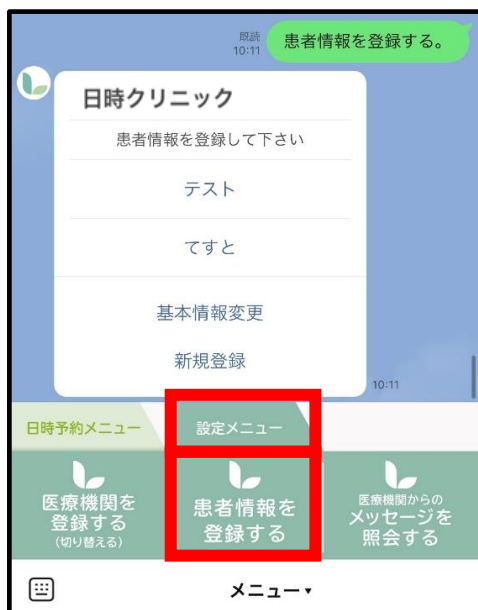 既読
10:11
患者情報を登録する。
日時クリニック
患者情報を登録して下さい
テスト
てすと
基本情報変更
新規登録
10:11
日時予約メニュー
設定メニュー
医療機関を
登録する
(切り替える)
患者情報を
登録する
医療機関からの
メッセージを
照会する
メニュー▾